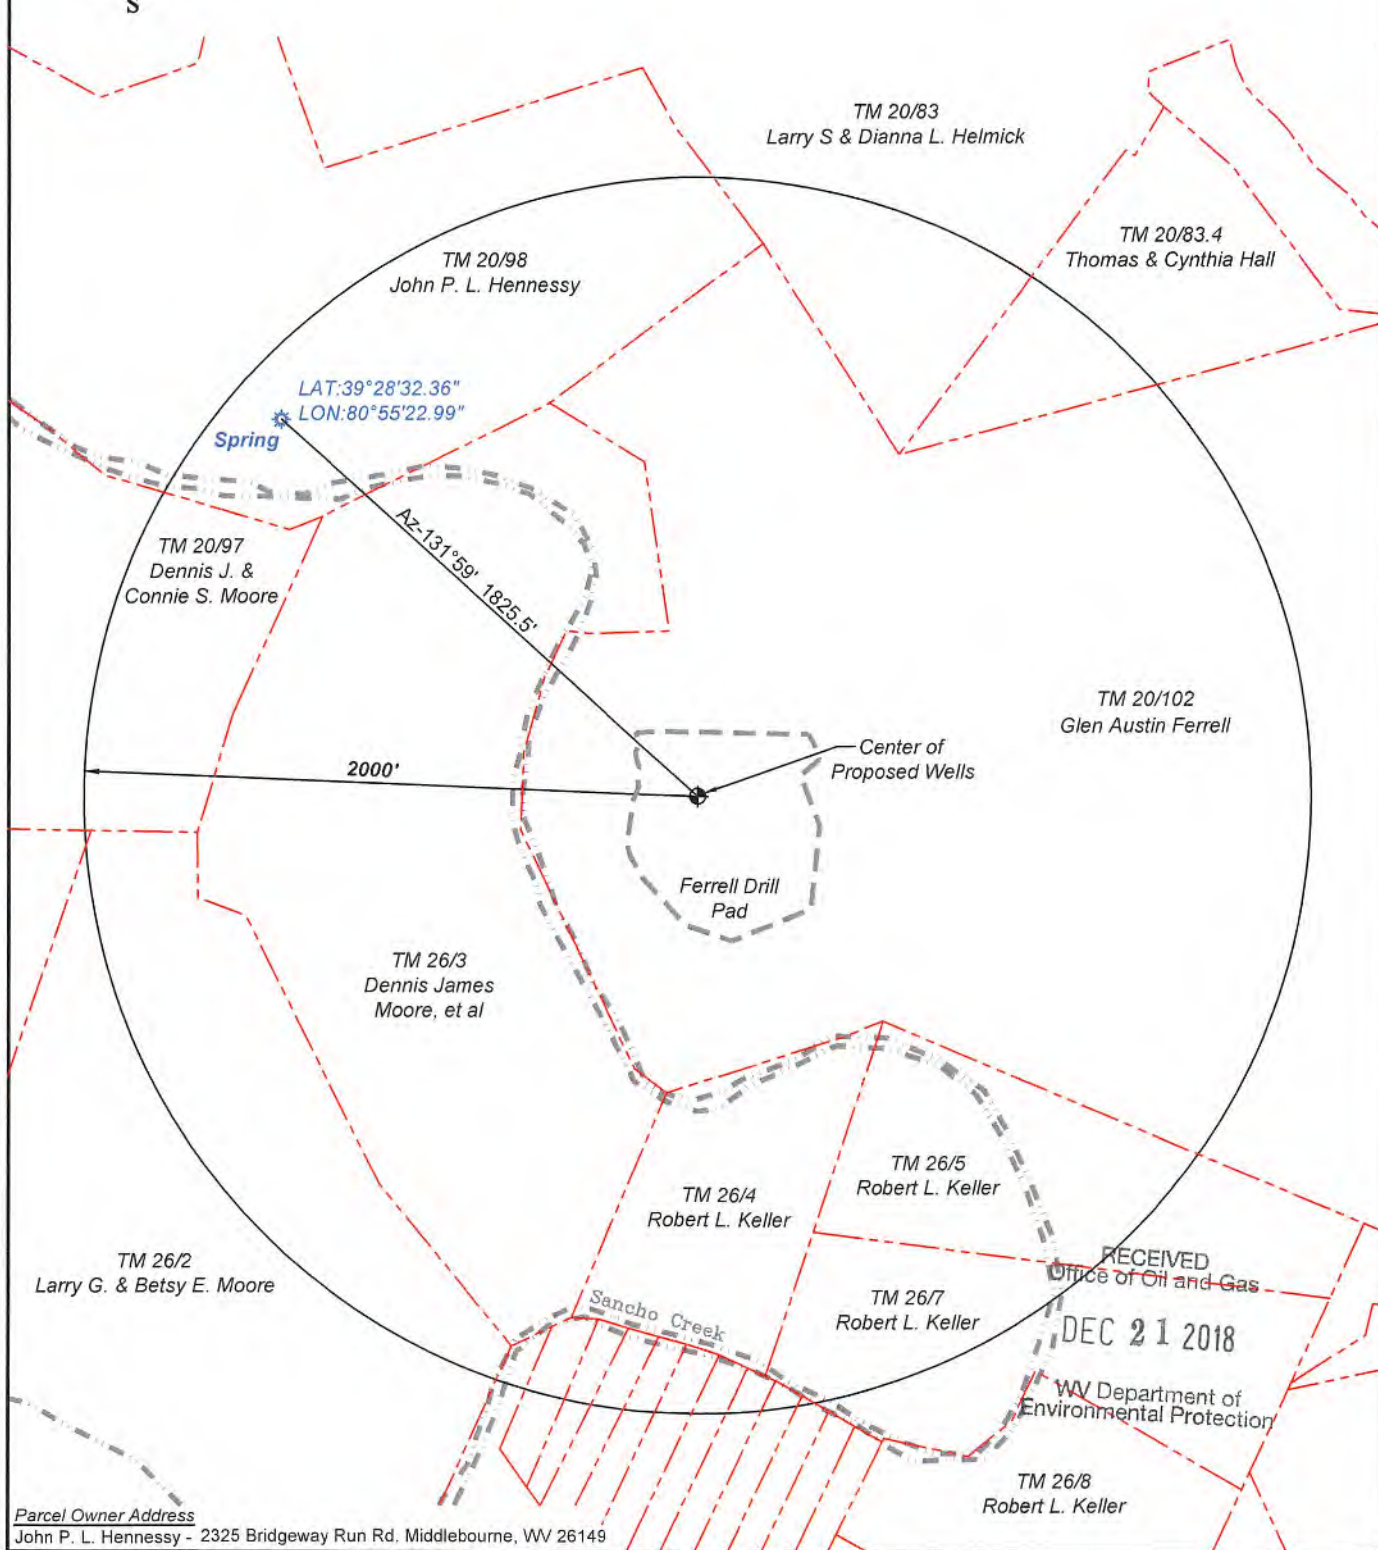 S
TM 20/83
Larry S & Dianna L. Helmick
TM 20/83.4
Thomas & Cynthia Hall
TM 20/98
John P. L. Hennessy
LAT:39°28'32.36"
LON:80°55'22.99"
Spring
Az-131°59' 1825.5'
TM 20/97
Dennis J. &
Connie S. Moore
TM 20/102
Glen Austin Ferrell
Center of
Proposed Wells
2000'
Ferrell Drill
Pad
TM 26/3
Dennis James
Moore, et al
TM 26/5
Robert L. Keller
TM 26/4
Robert L. Keller
TM 26/2
Larry G. & Betsy E. Moore
RECEIVED
Office of Oil and Gas
TM 26/7
Robert L. Keller
Sancho Creek
DEC 21 2018
WV Department of
Environmental Protection
TM 26/8
Robert L. Keller
Parcel Owner Address
John P. L. Hennessy - 2325 Bridgeway Run Rd. Middlebourne, WV 26149